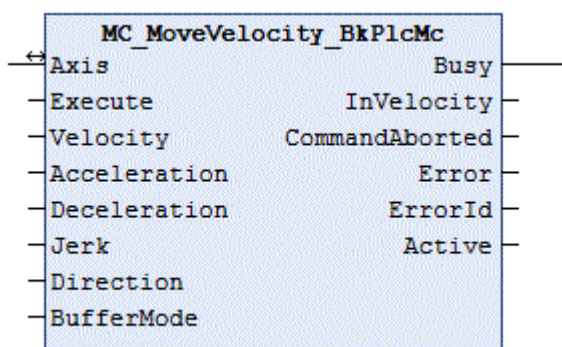 MC_MoveVelocity_BkPlcMc
Axis Busy
Execute InVelocity
Velocity CommandAborted
Acceleration Error
Deceleration ErrorId
Jerk Active
Direction
BufferMode